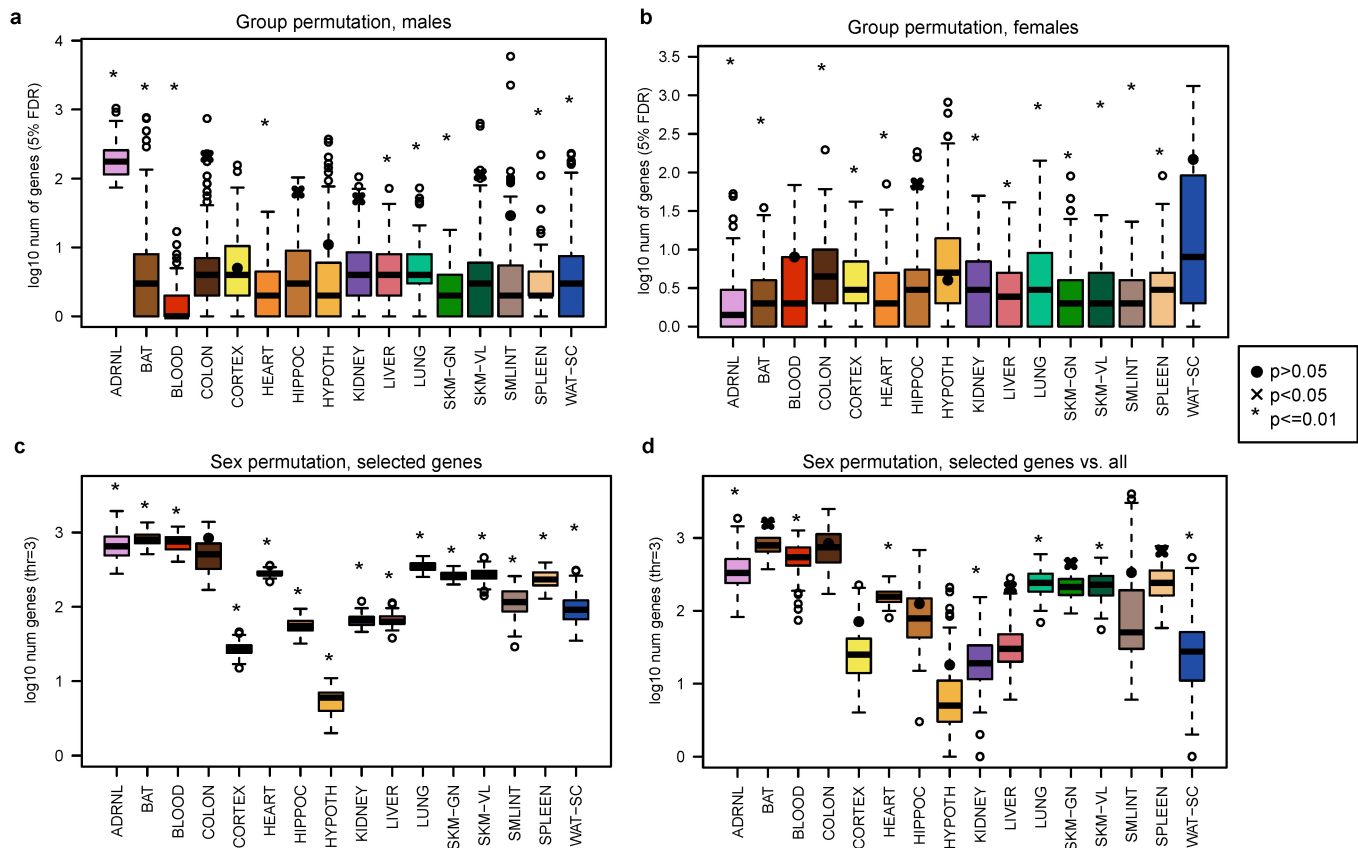 a
Group permutation, males
log10 num of genes (5% FDR)
4
3
2
1
0
ADRNL
BAT
BLOOD
COLON
CORTEX
HEART
HIPPOC
HYPOTH
KIDNEY
LIVER
LUNG
SKM−GN
SKM−VL
SMLINT
SPLEEN
WAT−SC
b
Group permutation, females
log10 num of genes (5% FDR)
3.5
3.0
2.5
2.0
1.5
1.0
0.5
0.0
ADRNL
BAT
BLOOD
COLON
CORTEX
HEART
HIPPOC
HYPOTH
KIDNEY
LIVER
LUNG
SKM−GN
SKM−VL
SMLINT
SPLEEN
WAT−SC
p>0.05
p<0.05
* p<=0.01
c
Sex permutation, selected genes
log10 num genes (thr=3)
3
2
1
0
ADRNL
BAT
BLOOD
COLON
CORTEX
HEART
HIPPOC
HYPOTH
KIDNEY
LIVER
LUNG
SKM−GN
SKM−VL
SMLINT
SPLEEN
WAT−SC
d
Sex permutation, selected genes vs. all
log10 num genes (thr=3)
3
2
1
0
ADRNL
BAT
BLOOD
COLON
CORTEX
HEART
HIPPOC
HYPOTH
KIDNEY
LIVER
LUNG
SKM−GN
SKM−VL
SMLINT
SPLEEN
WAT−SC